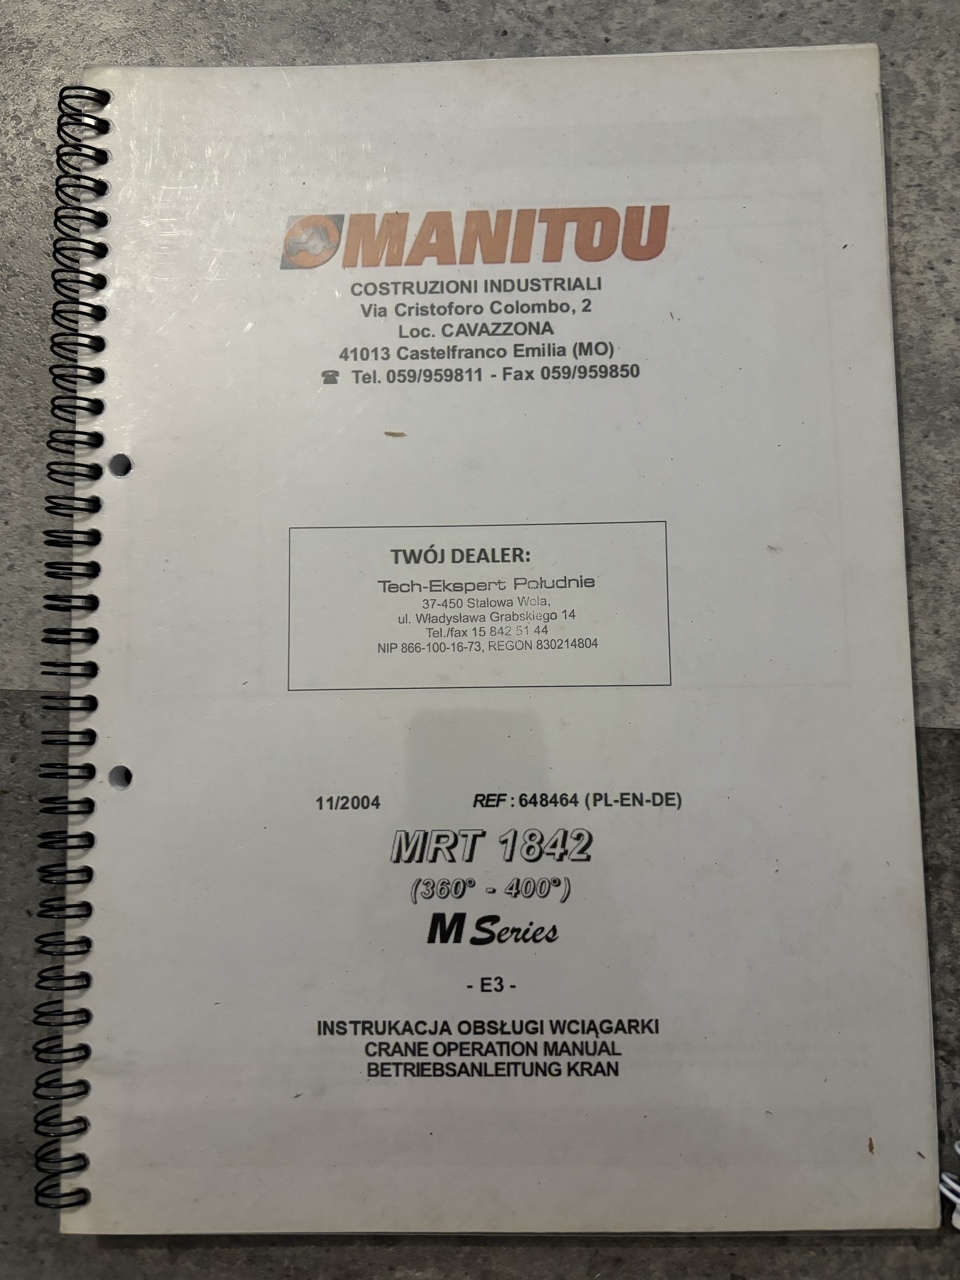 MANITOU
COSTRUZIONI INDUSTRIALI
Via Cristoforo Colombo, 2
Loc. CAVAZZONA
41013 Castelfranco Emilia (MO)
☎ Tel. 059/959811 - Fax 059/959850
TWÓJ DEALER:
Tech-Ekspert Południe
37-450 Stalowa Wola,
ul. Władysława Grabskiego 14
Tel./fax 15 842 51 44
NIP 866-100-16-73, REGON 830214804
11/2004 REF : 648464 (PL-EN-DE)
MRT 1842
(360° - 400°)
M Series
- E3 -
INSTRUKACJA OBSŁUGI WCIĄGARKI
CRANE OPERATION MANUAL
BETRIEBSANLEITUNG KRAN